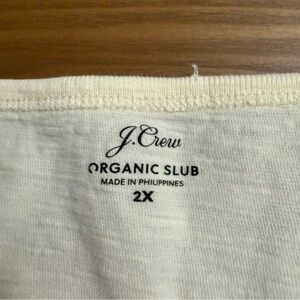 J.Crew
ORGANIC SLUB
MADE IN PHILIPPINES
2X